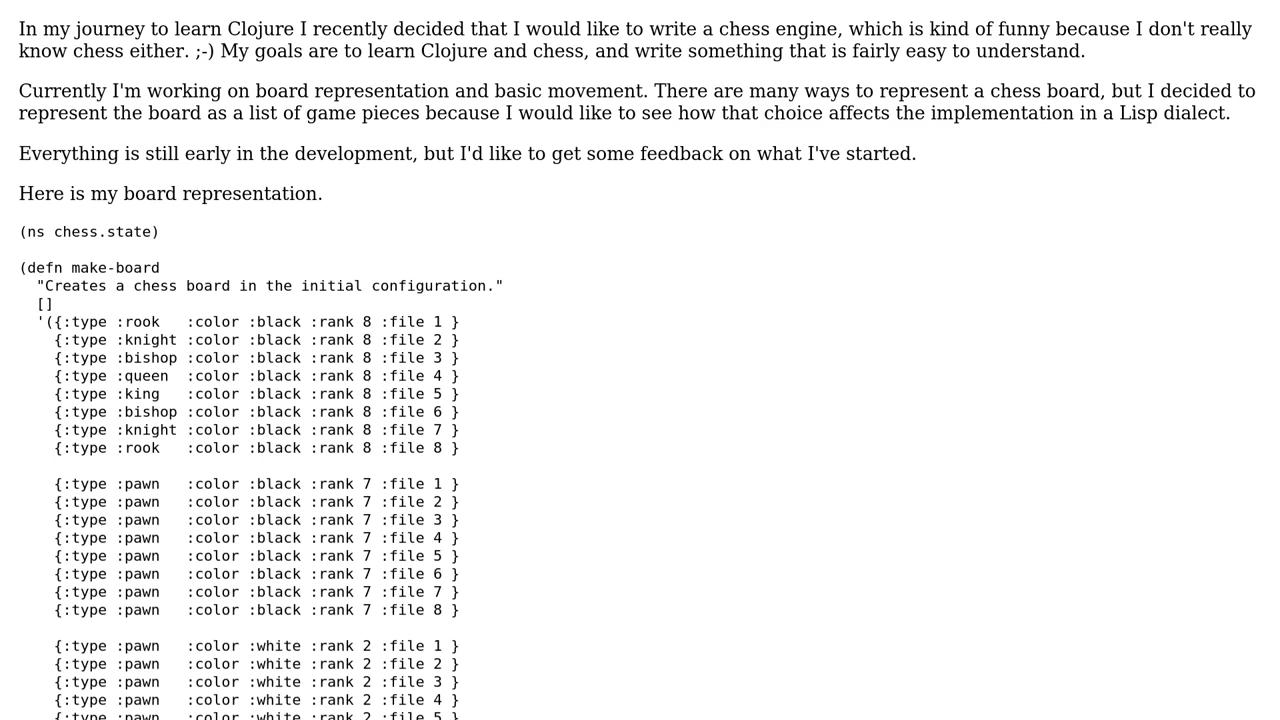 In my journey to learn Clojure I recently decided that I would like to write a chess engine, which is kind of funny because I don't really
know chess either. ;-) My goals are to learn Clojure and chess, and write something that is fairly easy to understand.
Currently I'm working on board representation and basic movement. There are many ways to represent a chess board, but I decided to
represent the board as a list of game pieces because I would like to see how that choice affects the implementation in a Lisp dialect.
Everything is still early in the development, but I'd like to get some feedback on what I've started.
Here is my board representation.
(ns chess.state)
(defn make-board
  "Creates a chess board in the initial configuration."
  []
  '({:type :rook   :color :black :rank 8 :file 1 }
    {:type :knight :color :black :rank 8 :file 2 }
    {:type :bishop :color :black :rank 8 :file 3 }
    {:type :queen  :color :black :rank 8 :file 4 }
    {:type :king   :color :black :rank 8 :file 5 }
    {:type :bishop :color :black :rank 8 :file 6 }
    {:type :knight :color :black :rank 8 :file 7 }
    {:type :rook   :color :black :rank 8 :file 8 }
    {:type :pawn   :color :black :rank 7 :file 1 }
    {:type :pawn   :color :black :rank 7 :file 2 }
    {:type :pawn   :color :black :rank 7 :file 3 }
    {:type :pawn   :color :black :rank 7 :file 4 }
    {:type :pawn   :color :black :rank 7 :file 5 }
    {:type :pawn   :color :black :rank 7 :file 6 }
    {:type :pawn   :color :black :rank 7 :file 7 }
    {:type :pawn   :color :black :rank 7 :file 8 }
    {:type :pawn   :color :white :rank 2 :file 1 }
    {:type :pawn   :color :white :rank 2 :file 2 }
    {:type :pawn   :color :white :rank 2 :file 3 }
    {:type :pawn   :color :white :rank 2 :file 4 }
    {:type :pawn   :color :white :rank 2 :file 5 }